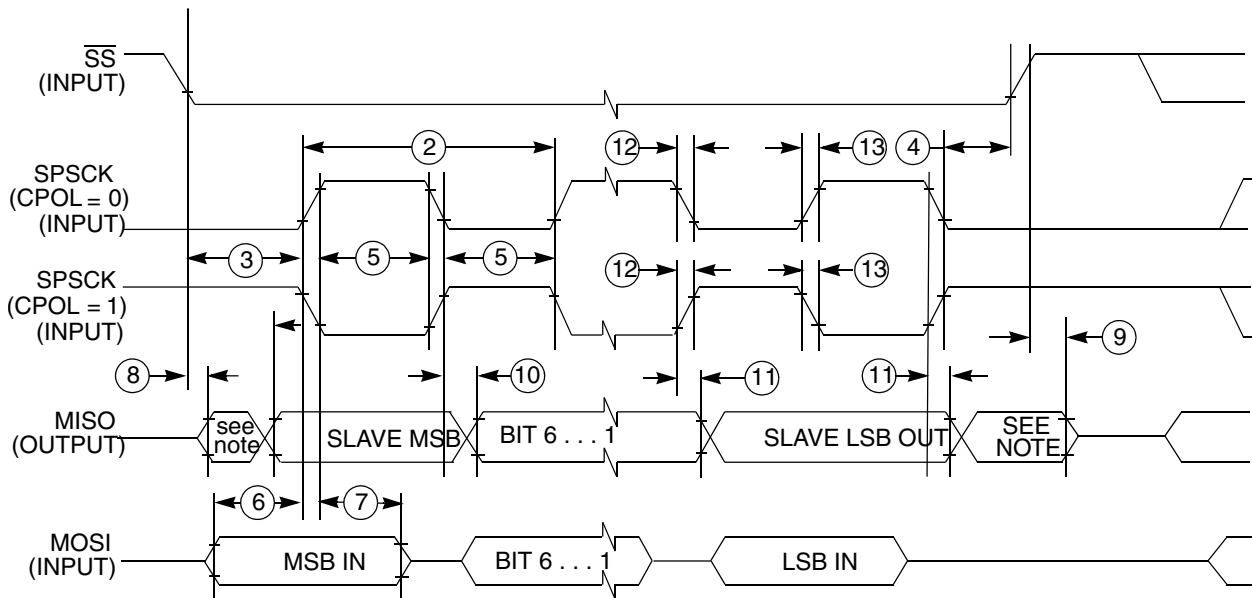 SS
(INPUT)
2
12
13
4
SPSCK
(CPOL = 0)
(INPUT)
3
5
5
12
13
SPSCK
(CPOL = 1)
(INPUT)
8
10
11
11
9
MISO
(OUTPUT)
see
note
SLAVE MSB
BIT 6 . . . 1
SLAVE LSB OUT
SEE
NOTE
6
7
MOSI
(INPUT)
MSB IN
BIT 6 . . . 1
LSB IN